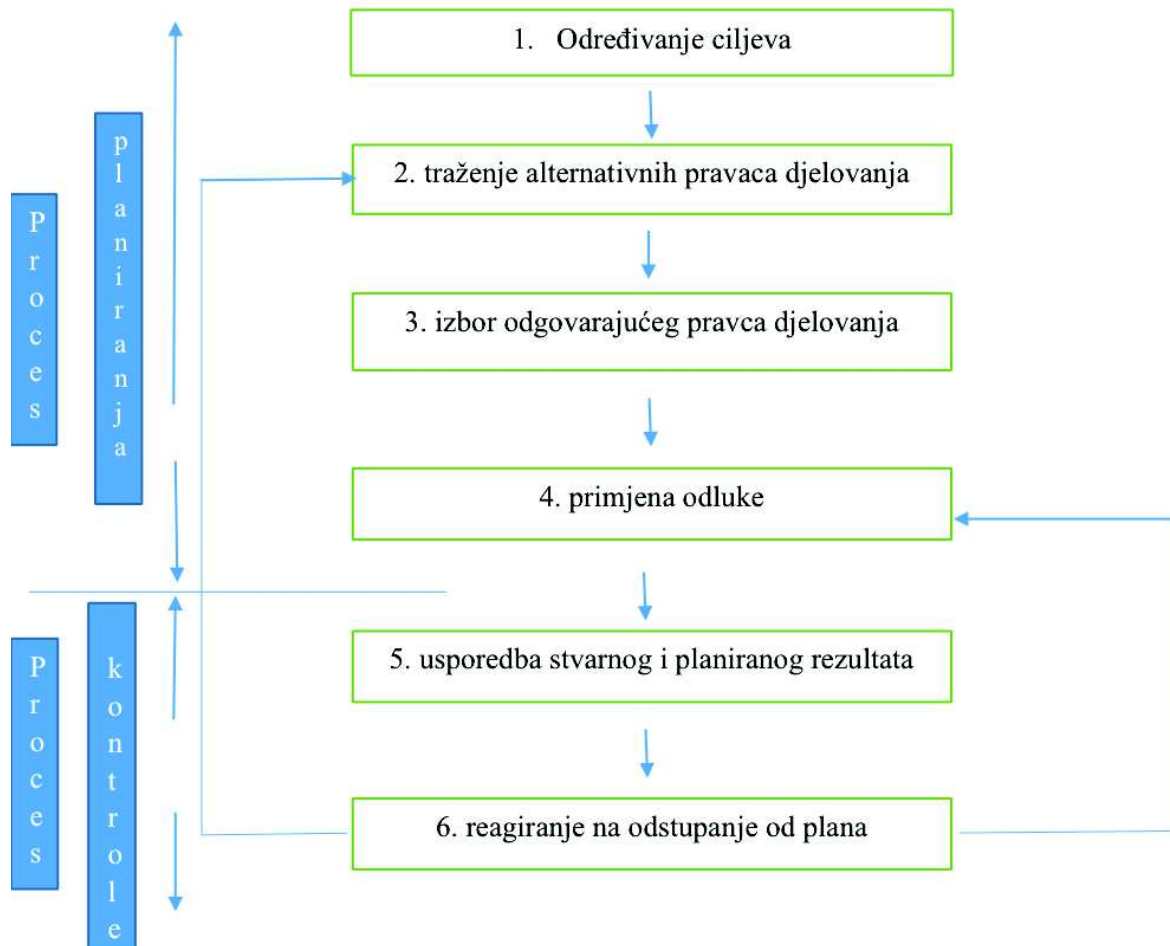 1. Određivanje ciljeva
2. traženje alternativnih pravaca djelovanja
3. izbor odgovarajućeg pravca djelovanja
4. primjena odluke
5. usporedba stvarnog i planiranog rezultata
6. reagiranje na odstupanje od plana
Proces
planiranja
Proces
kontrole